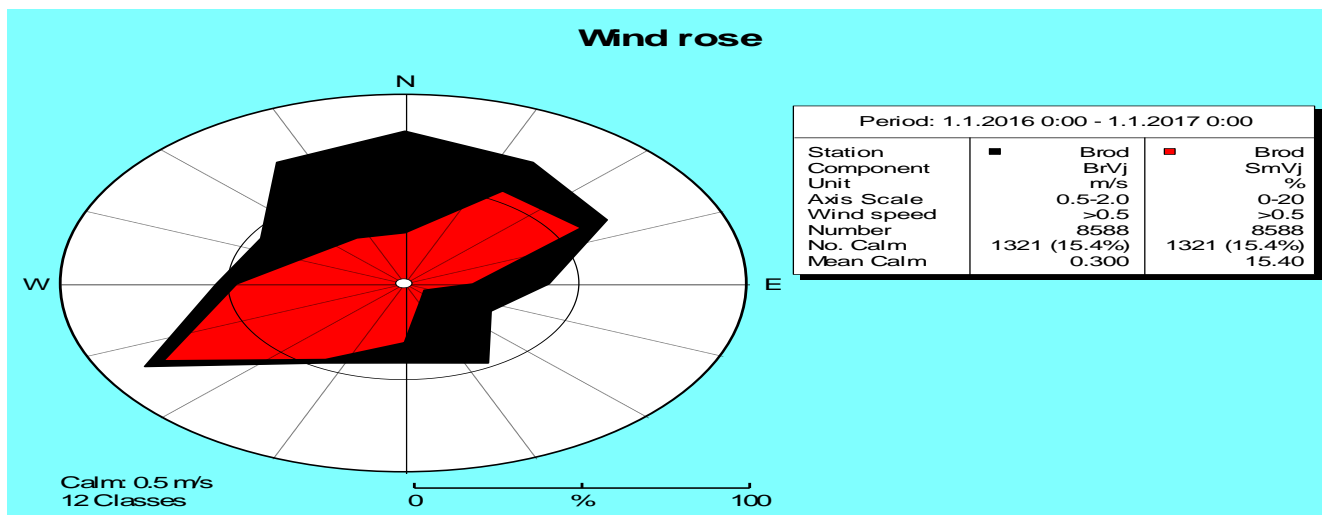 Wind rose
N
W
E
Period: 1.1.2016 0:00 - 1.1.2017 0:00
Station Brod Brod
Component BrVj SmVj
Unit m/s %
Axis Scale 0.5-2.0 0-20
Wind speed >0.5 >0.5
Number 8588 8588
No. Calm 1321 (15.4%) 1321 (15.4%)
Mean Calm 0.300 15.40
Calm: 0.5 m/s
12 Classes
0 % 100